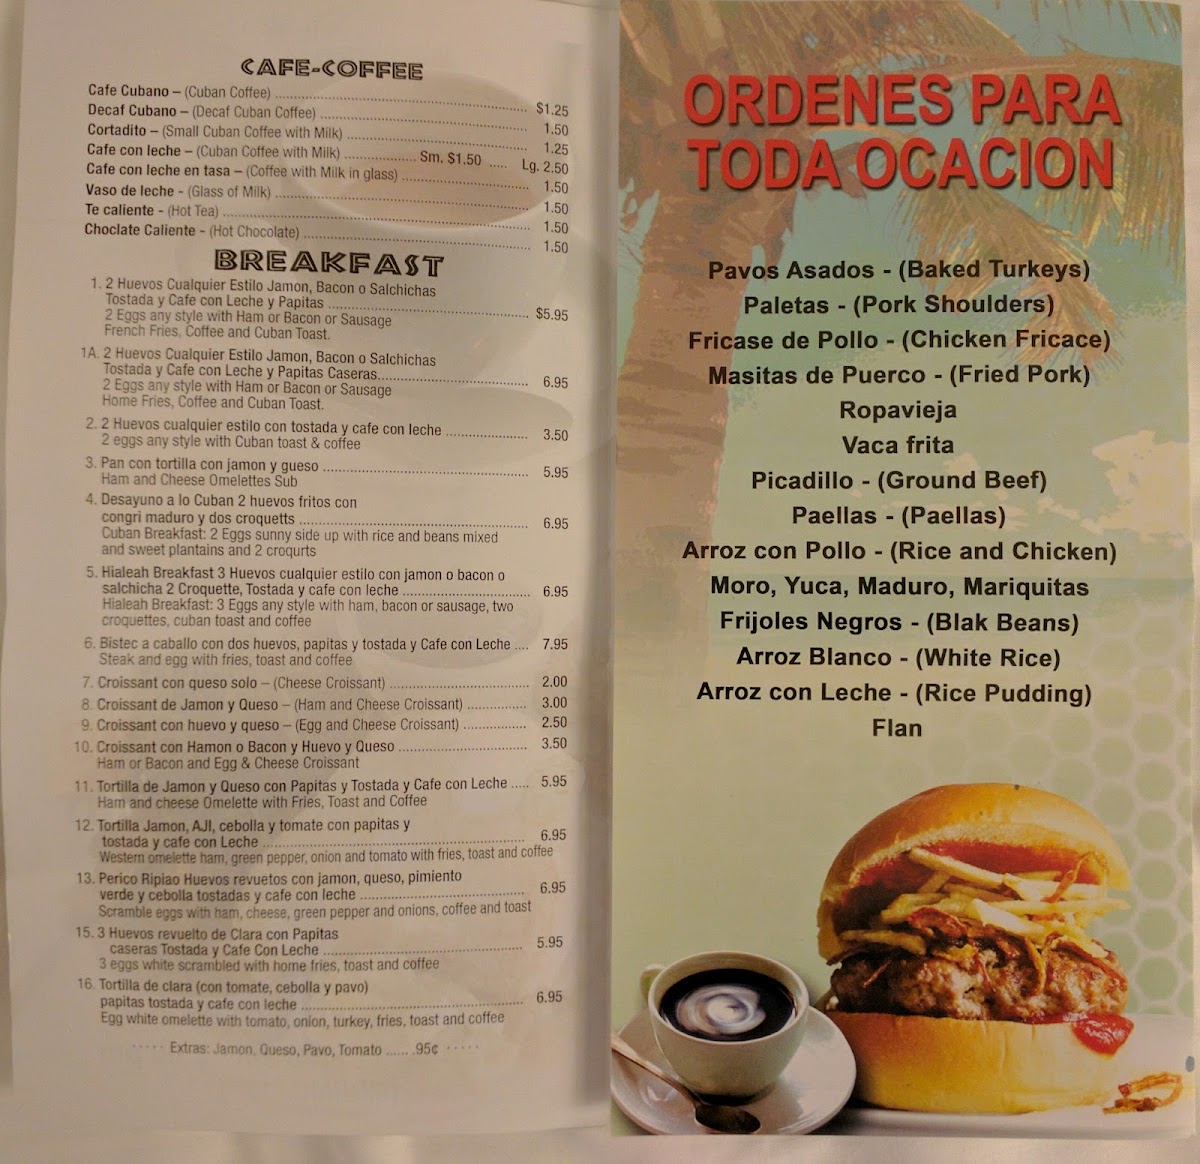 CAFE-COFFEE
Cafe Cubano – (Cuban Coffee) ........ $1.25
Decaf Cubano – (Decaf Cuban Coffee) ........ 1.50
Cortadito – (Small Cuban Coffee with Milk) ........ 1.25
Cafe con leche – (Cuban Coffee with Milk) ........ Sm. $1.50 ..... Lg. 2.50
Cafe con leche en tasa – (Coffee with Milk in glass) ........ 1.50
Vaso de leche - (Glass of Milk) ........ 1.50
Te caliente - (Hot Tea) ........ 1.50
Choclate Caliente - (Hot Chocolate) ........ 1.50
BREAKFAST
1. 2 Huevos Cualquier Estilo Jamon, Bacon o Salchichas
Tostada y Cafe con Leche y Papitas ........ $5.95
2 Eggs any style with Ham or Bacon or Sausage
French Fries, Coffee and Cuban Toast.
1A. 2 Huevos Cualquier Estilo Jamon, Bacon o Salchichas
Tostada y Cafe con Leche y Papitas Caseras ........ 6.95
2 Eggs any style with Ham or Bacon or Sausage
Home Fries, Coffee and Cuban Toast.
2. 2 Huevos cualquier estilo con tostada y cafe con leche ........ 3.50
2 eggs any style with Cuban toast & coffee
3. Pan con tortilla con jamon y gueso ........ 5.95
Ham and Cheese Omelettes Sub
4. Desayuno a lo Cuban 2 huevos fritos con
congri maduro y dos croquetts ........ 6.95
Cuban Breakfast: 2 Eggs sunny side up with rice and beans mixed
and sweet plantains and 2 croqurts
5. Hialeah Breakfast 3 Huevos cualquier estilo con jamon o bacon o
salchicha 2 Croquette, Tostada y cafe con leche ........ 6.95
Hialeah Breakfast: 3 Eggs any style with ham, bacon or sausage, two
croquettes, cuban toast and coffee
6. Bistec a caballo con dos huevos, papitas y tostada y Cafe con Leche .... 7.95
Steak and egg with fries, toast and coffee
7. Croissant con queso solo – (Cheese Croissant) ........ 2.00
8. Croissant de Jamon y Queso – (Ham and Cheese Croissant) ........ 3.00
9. Croissant con huevo y queso – (Egg and Cheese Croissant) ........ 2.50
10. Croissant con Hamon o Bacon y Huevo y Queso ........ 3.50
Ham or Bacon and Egg & Cheese Croissant
11. Tortilla de Jamon y Queso con Papitas y Tostada y Cafe con Leche ..... 5.95
Ham and cheese Omelette with Fries, Toast and Coffee
12. Tortilla Jamon, AJI, cebolla y tomate con papitas y
tostada y cafe con Leche ........ 6.95
Western omelette ham, green pepper, onion and tomato with fries, toast and coffee
13. Perico Ripiao Huevos revuetos con jamon, queso, pimiento
verde y cebolla tostadas y cafe con leche ........ 6.95
Scramble eggs with ham, cheese, green pepper and onions, coffee and toast
15. 3 Huevos revuelto de Clara con Papitas
caseras Tostada y Cafe Con Leche ........ 5.95
3 eggs white scrambled with home fries, toast and coffee
16. Tortilla de clara (con tomate, cebolla y pavo)
papitas tostada y cafe con leche ........ 6.95
Egg white omelette with tomato, onion, turkey, fries, toast and coffee
····· Extras: Jamon, Queso, Pavo, Tomato ...... .95¢ ·····
ORDENES PARA
TODA OCACION
Pavos Asados - (Baked Turkeys)
Paletas - (Pork Shoulders)
Fricase de Pollo - (Chicken Fricace)
Masitas de Puerco - (Fried Pork)
Ropavieja
Vaca frita
Picadillo - (Ground Beef)
Paellas - (Paellas)
Arroz con Pollo - (Rice and Chicken)
Moro, Yuca, Maduro, Mariquitas
Frijoles Negros - (Blak Beans)
Arroz Blanco - (White Rice)
Arroz con Leche - (Rice Pudding)
Flan